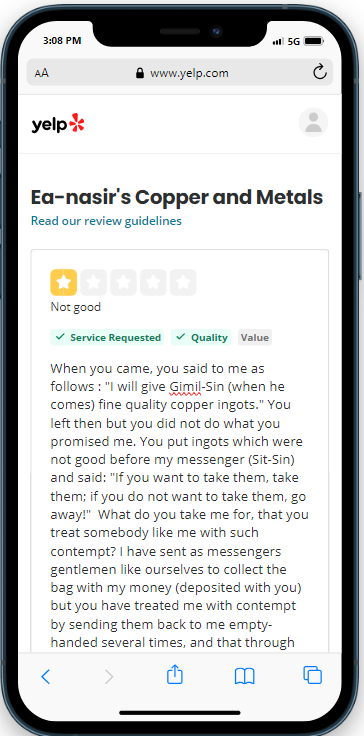 3:08 PM 5G
AA www.yelp.com
yelp
Ea-nasir's Copper and Metals
Read our review guidelines
Not good
Service Requested Quality Value
When you came, you said to me as
follows : "I will give Gimil-Sin (when he
comes) fine quality copper ingots." You
left then but you did not do what you
promised me. You put ingots which were
not good before my messenger (Sit-Sin)
and said: "If you want to take them, take
them; if you do not want to take them, go
away!"  What do you take me for, that you
treat somebody like me with such
contempt? I have sent as messengers
gentlemen like ourselves to collect the
bag with my money (deposited with you)
but you have treated me with contempt
by sending them back to me empty-
handed several times, and that through